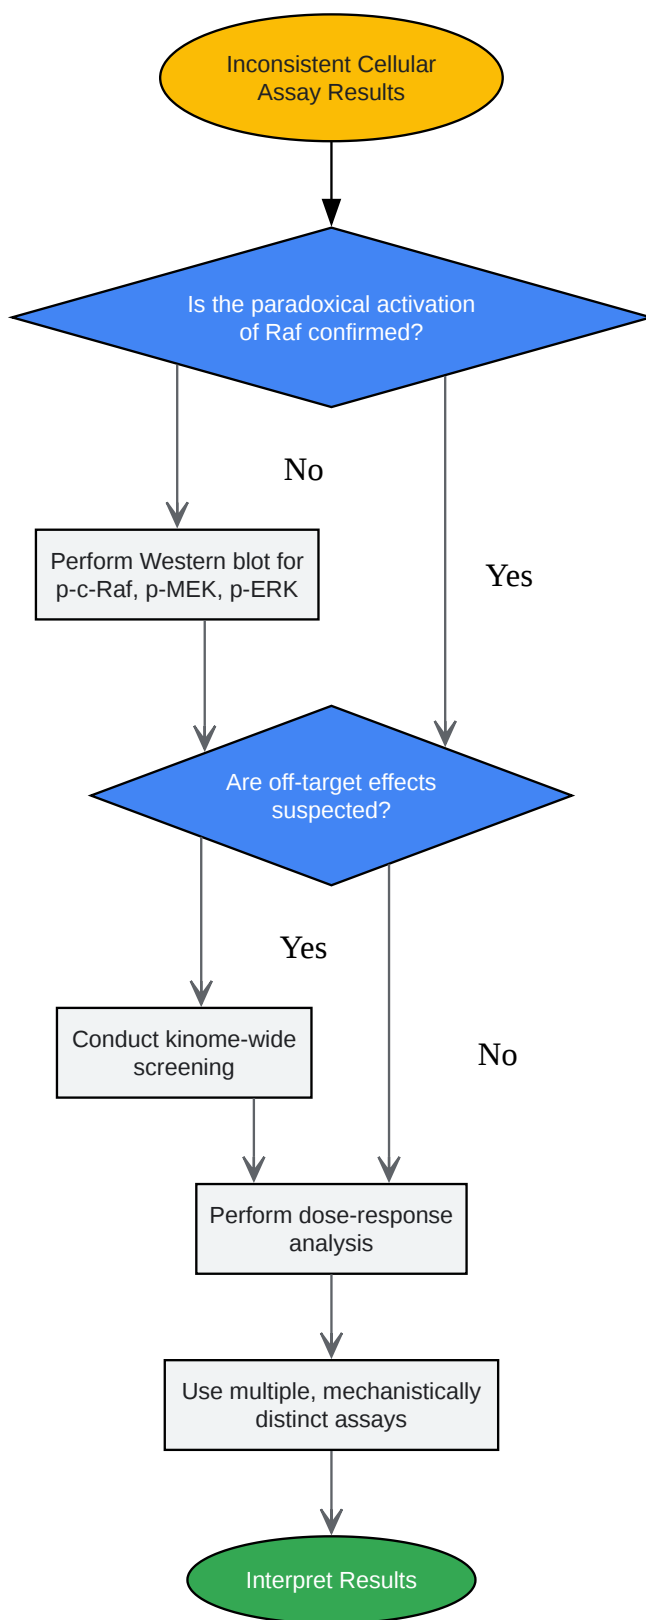 Inconsistent Cellular
Assay Results
Is the paradoxical activation
of Raf confirmed?
No
Perform Western blot for
p-c-Raf, p-MEK, p-ERK
Yes
Are off-target effects
suspected?
Yes
Conduct kinome-wide
screening
No
Perform dose-response
analysis
Use multiple, mechanistically
distinct assays
Interpret Results